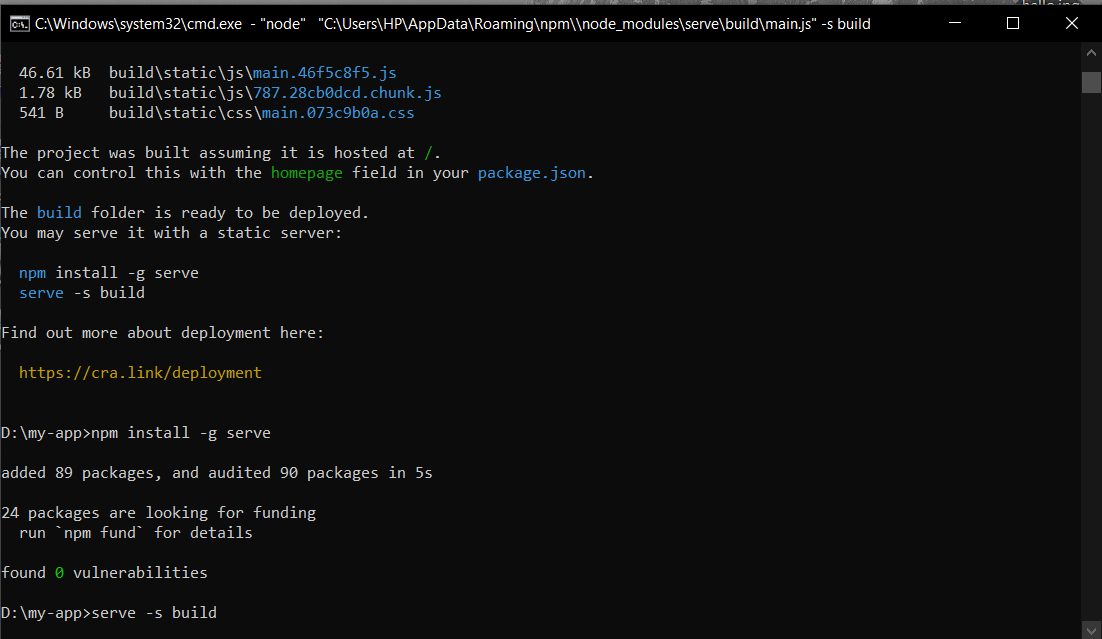 C:\Windows\system32\cmd.exe - "node" "C:\Users\HP\AppData\Roaming\npm\\node_modules\serve\build\main.js" -s build
46.61 kB  build\static\js\main.46f5c8f5.js
1.78 kB   build\static\js\787.28cb0dcd.chunk.js
541 B     build\static\css\main.073c9b0a.css
The project was built assuming it is hosted at /.
You can control this with the homepage field in your package.json.
The build folder is ready to be deployed.
You may serve it with a static server:
npm install -g serve
serve -s build
Find out more about deployment here:
https://cra.link/deployment
D:\my-app>npm install -g serve
added 89 packages, and audited 90 packages in 5s
24 packages are looking for funding
run `npm fund` for details
found 0 vulnerabilities
D:\my-app>serve -s build